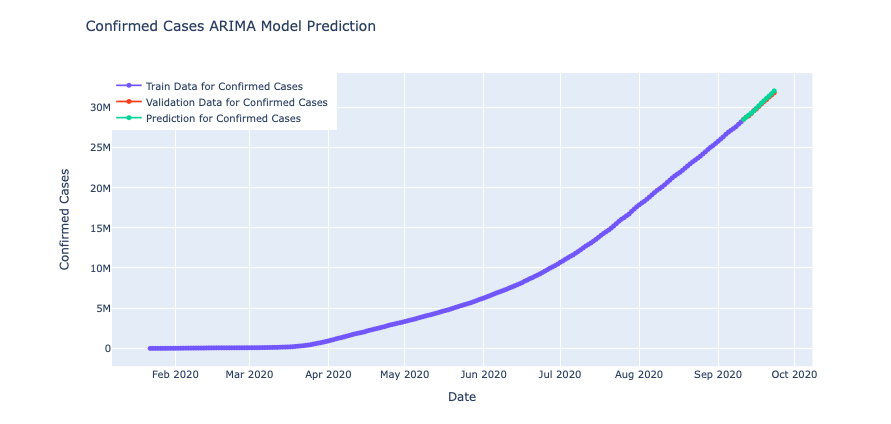 Confirmed Cases ARIMA Model Prediction
Train Data for Confirmed Cases
Validation Data for Confirmed Cases
Prediction for Confirmed Cases
30M
25M
20M
15M
10M
5M
0
Confirmed Cases
Feb 2020 Mar 2020 Apr 2020 May 2020 Jun 2020 Jul 2020 Aug 2020 Sep 2020 Oct 2020
Date